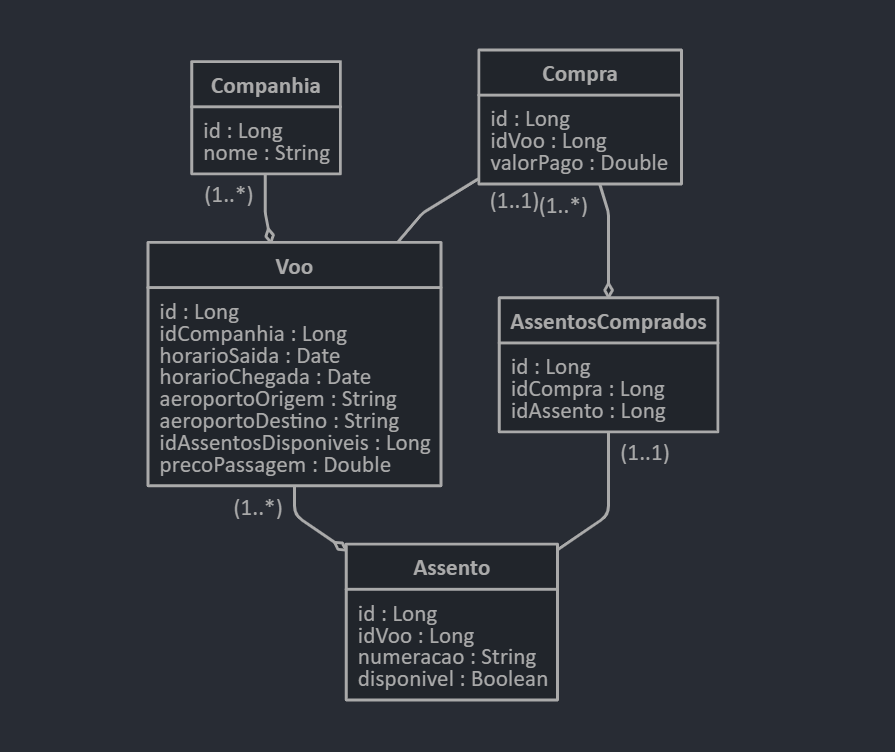 Companhia
id : Long
nome : String
(1..*)
Compra
id : Long
idVoo : Long
valorPago : Double
(1..1)
(1..*)
Voo
id : Long
idCompanhia : Long
horarioSaida : Date
horarioChegada : Date
aeroportoOrigem : String
aeroportoDestino : String
idAssentosDisponiveis : Long
precoPassagem : Double
(1..*)
AssentosComprados
id : Long
idCompra : Long
idAssento : Long
(1..1)
Assento
id : Long
idVoo : Long
numeracao : String
disponivel : Boolean